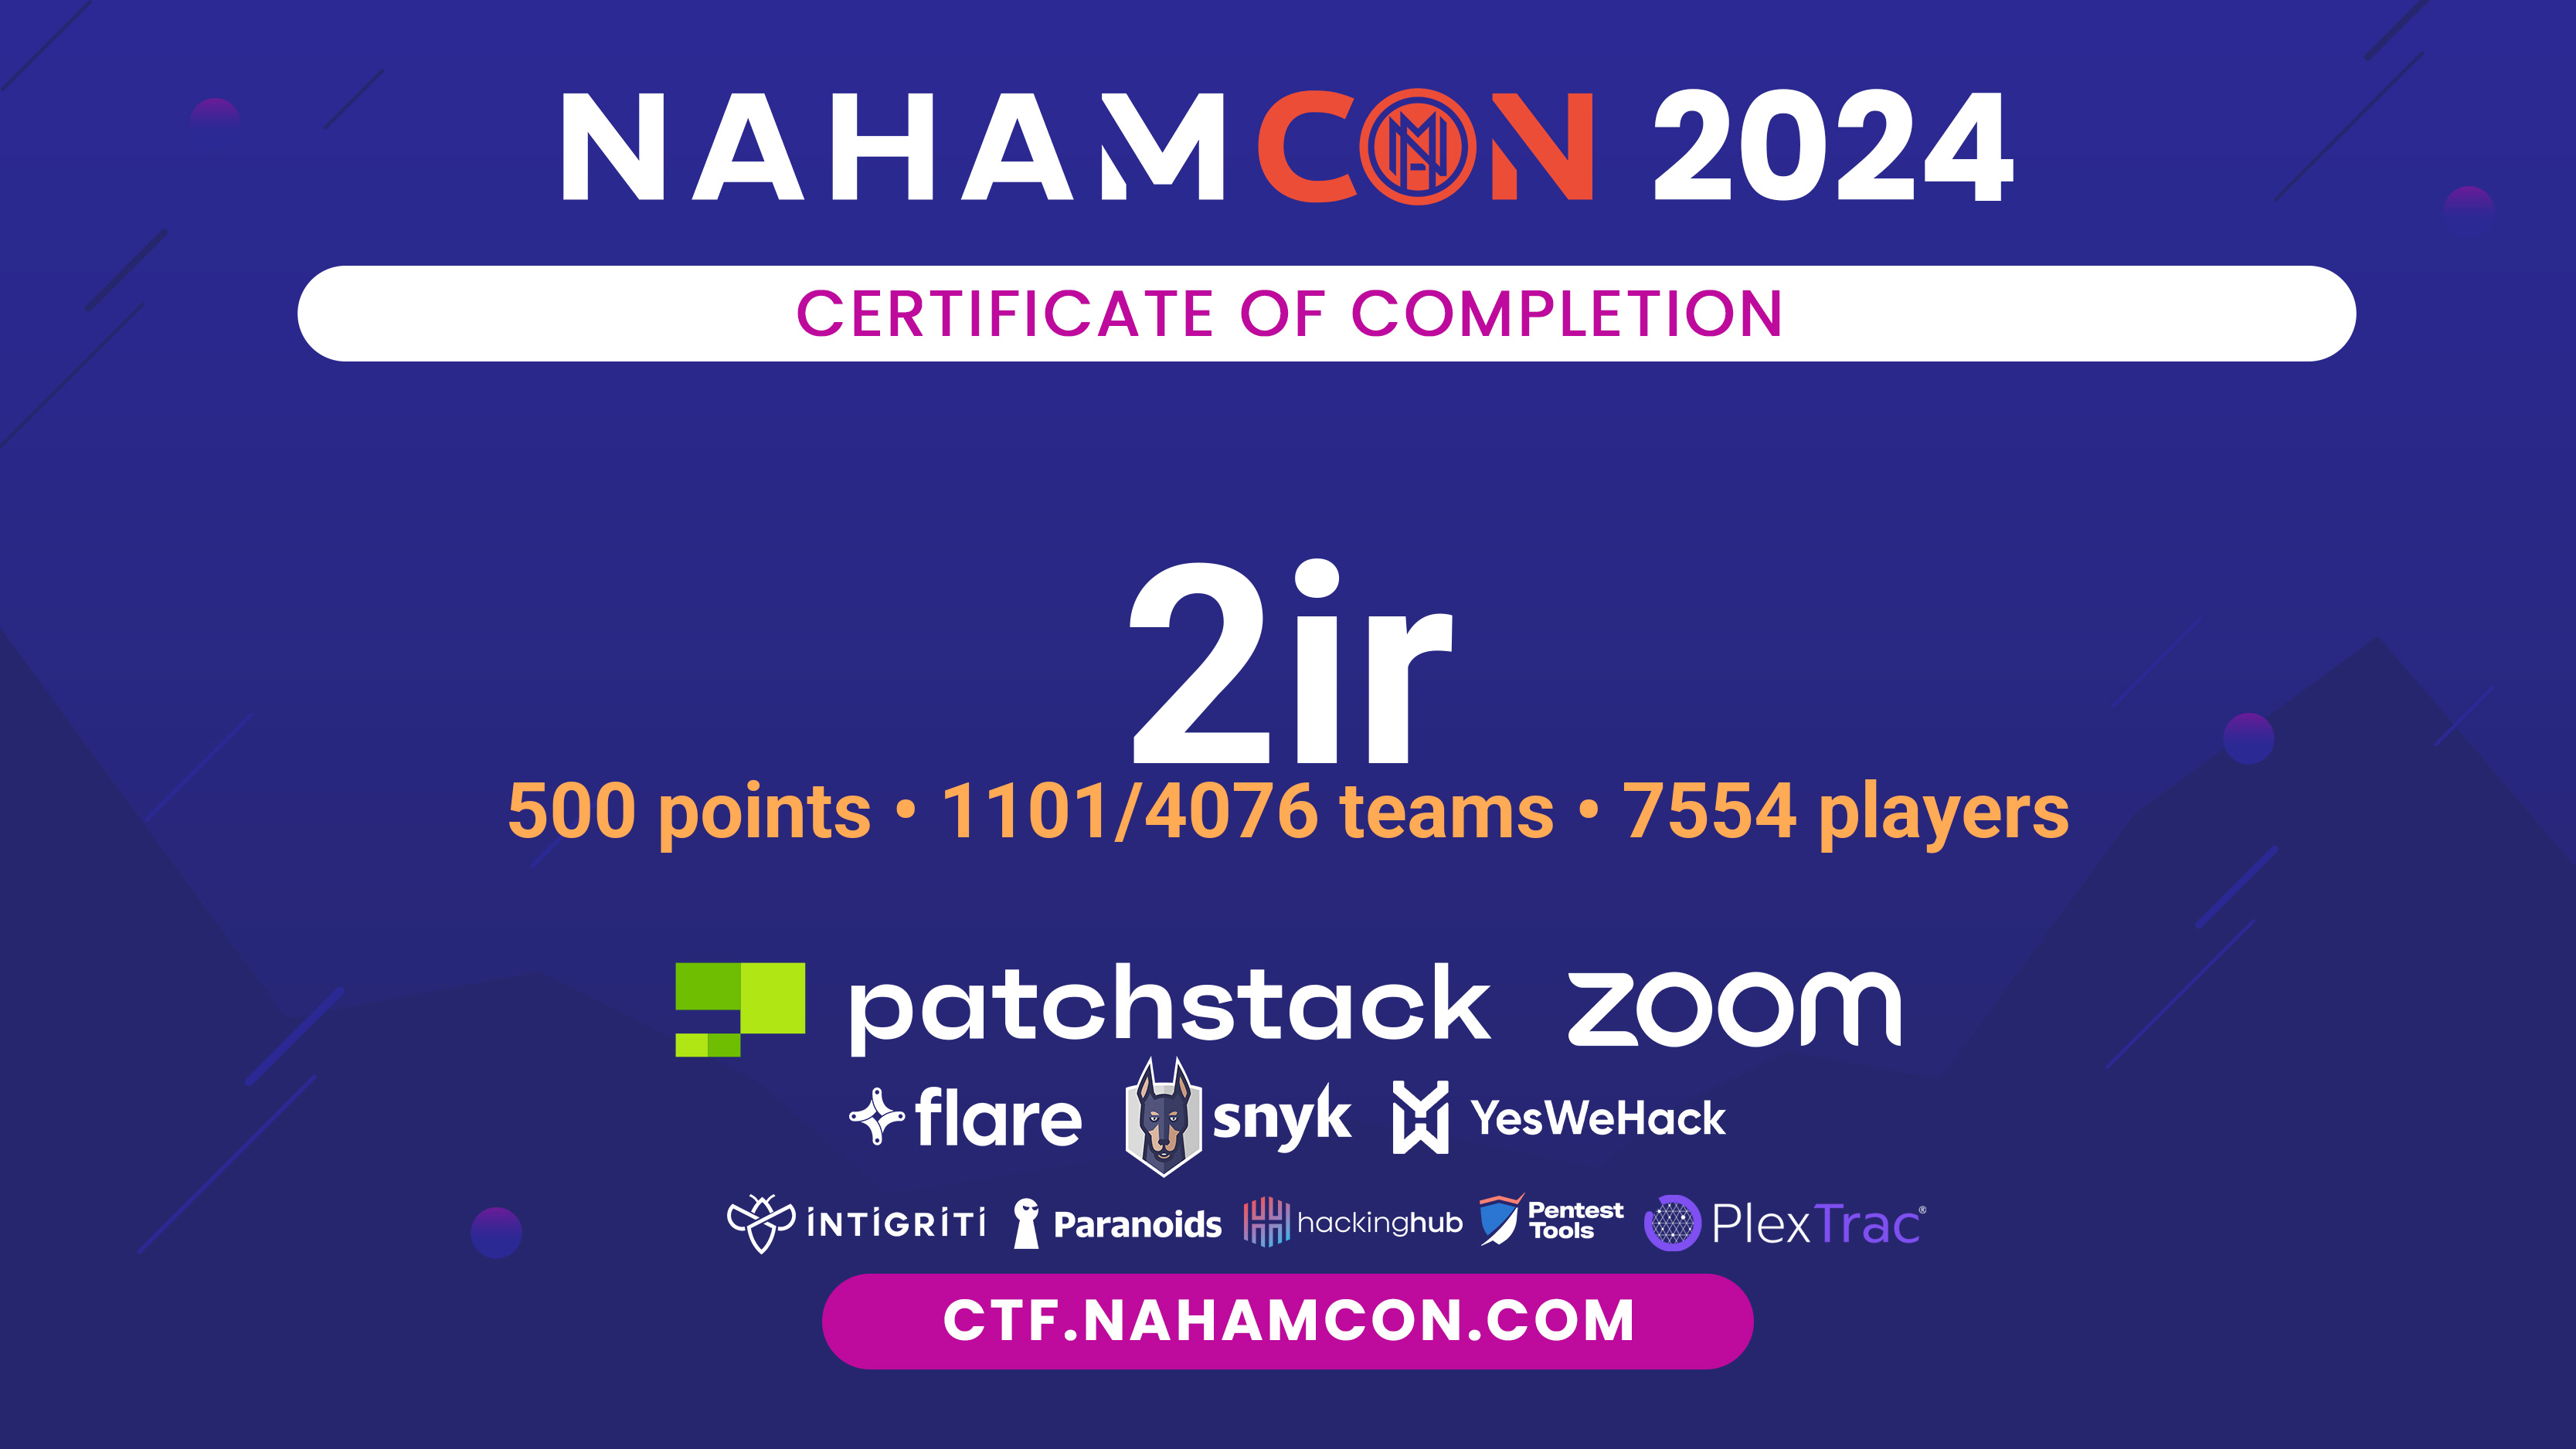 NAHAMCON 2024
CERTIFICATE OF COMPLETION
2ir
500 points • 1101/4076 teams • 7554 players
patchstack zoom
flare snyk YesWeHack
INTIGRITI Paranoids hackinghub Pentest Tools PlexTrac®
CTF.NAHAMCON.COM